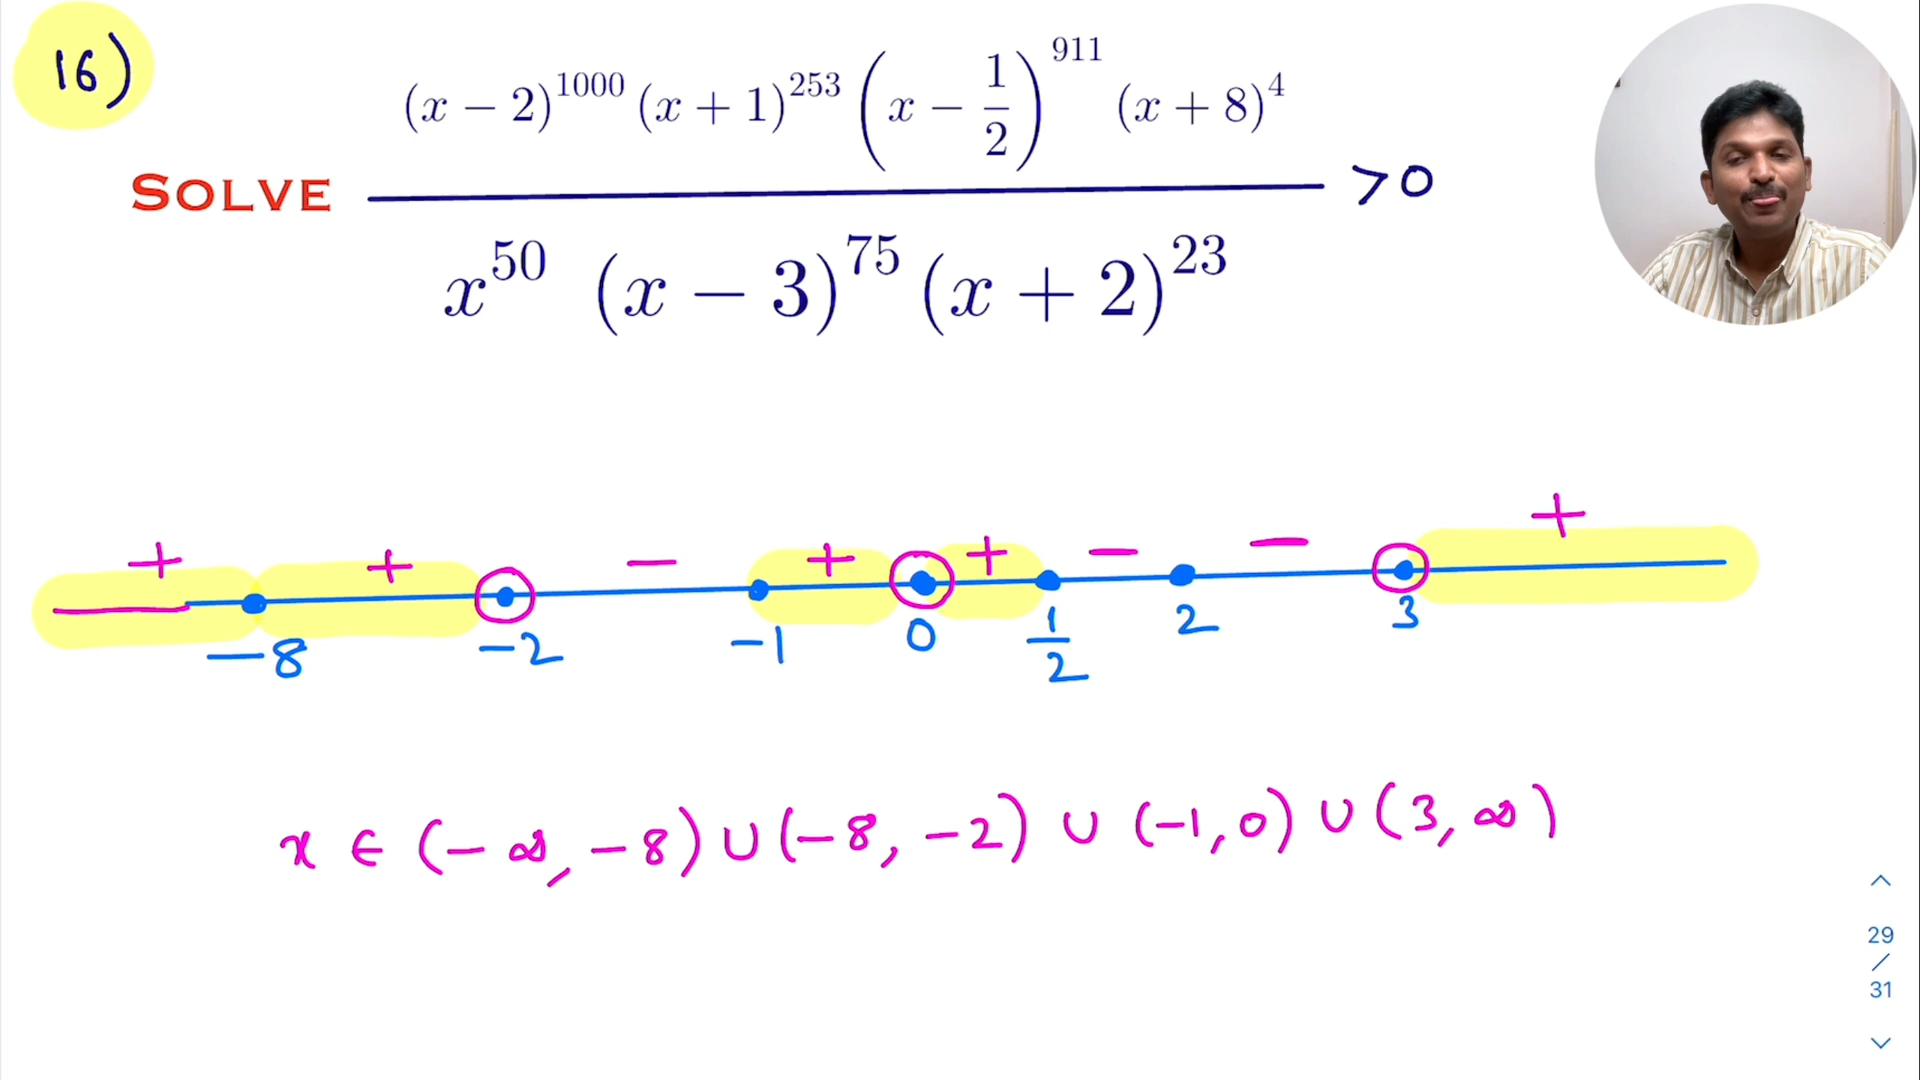 16)
(x − 2)^1000 (x + 1)^253 (x − 1/2)^911 (x + 8)^4
SOLVE > 0
x^50 (x − 3)^75 (x + 2)^23
+ + − + + − − +
−8 −2 −1 0 1/2 2 3
x ∈ (−∞, −8) ∪ (−8, −2) ∪ (−1, 0) ∪ (3, ∞)
29
/
31